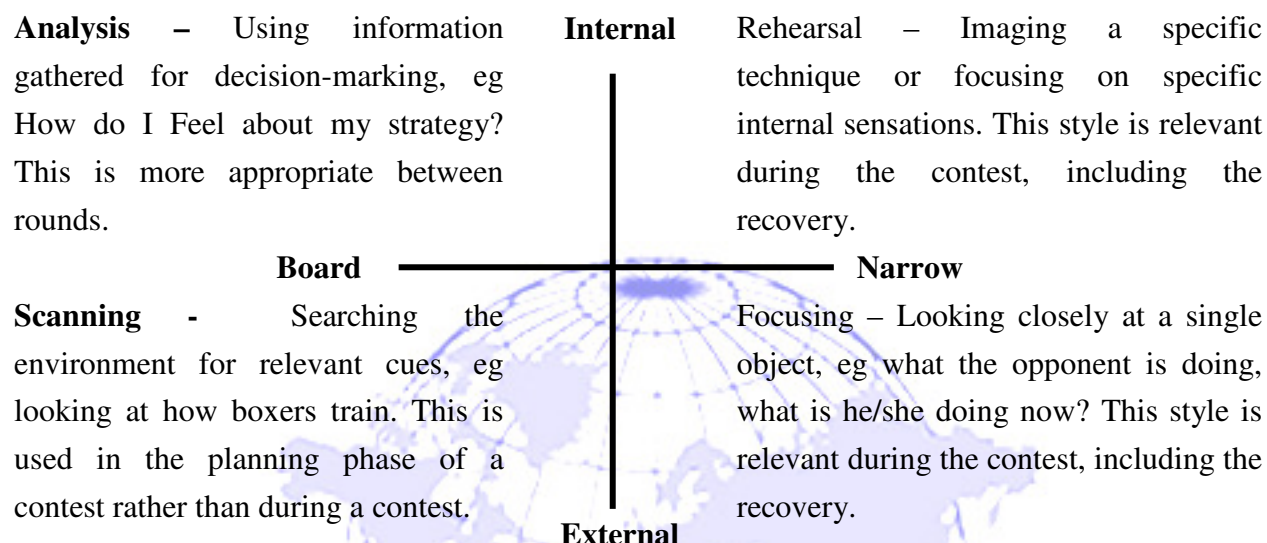 Internal
Analysis – Using information
gathered for decision-marking, eg
How do I Feel about my strategy?
This is more appropriate between
rounds.
Rehearsal – Imaging a specific
technique or focusing on specific
internal sensations. This style is relevant
during the contest, including the
recovery.
Board
Narrow
Scanning - Searching the
environment for relevant cues, eg
looking at how boxers train. This is
used in the planning phase of a
contest rather than during a contest.
Focusing – Looking closely at a single
object, eg what the opponent is doing,
what is he/she doing now? This style is
relevant during the contest, including the
recovery.
External